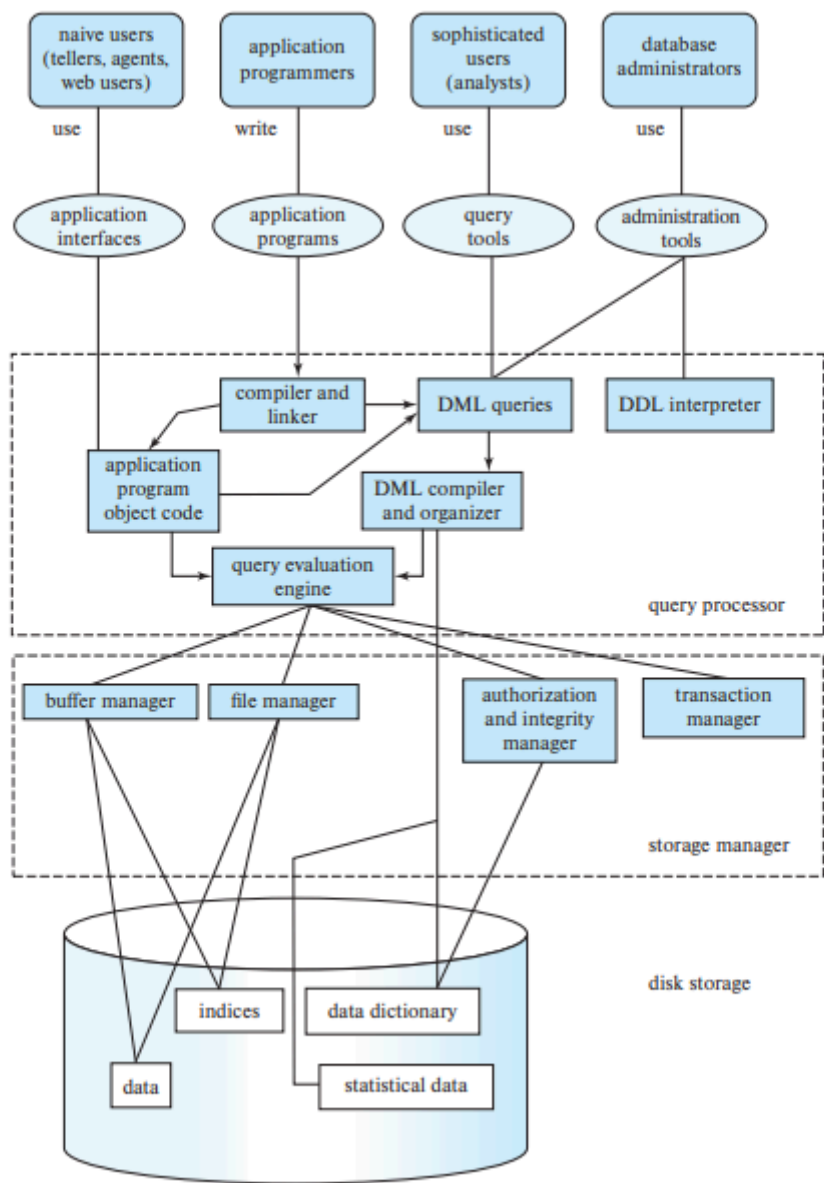 naive users
(tellers, agents,
web users)
application
programmers
sophisticated
users
(analysts)
database
administrators
use
write
use
use
application
interfaces
application
programs
query
tools
administration
tools
compiler and
linker
DML queries
DDL interpreter
application
program
object code
DML compiler
and organizer
query evaluation
engine
query processor
buffer manager
file manager
authorization
and integrity
manager
transaction
manager
storage manager
disk storage
indices
data dictionary
data
statistical data